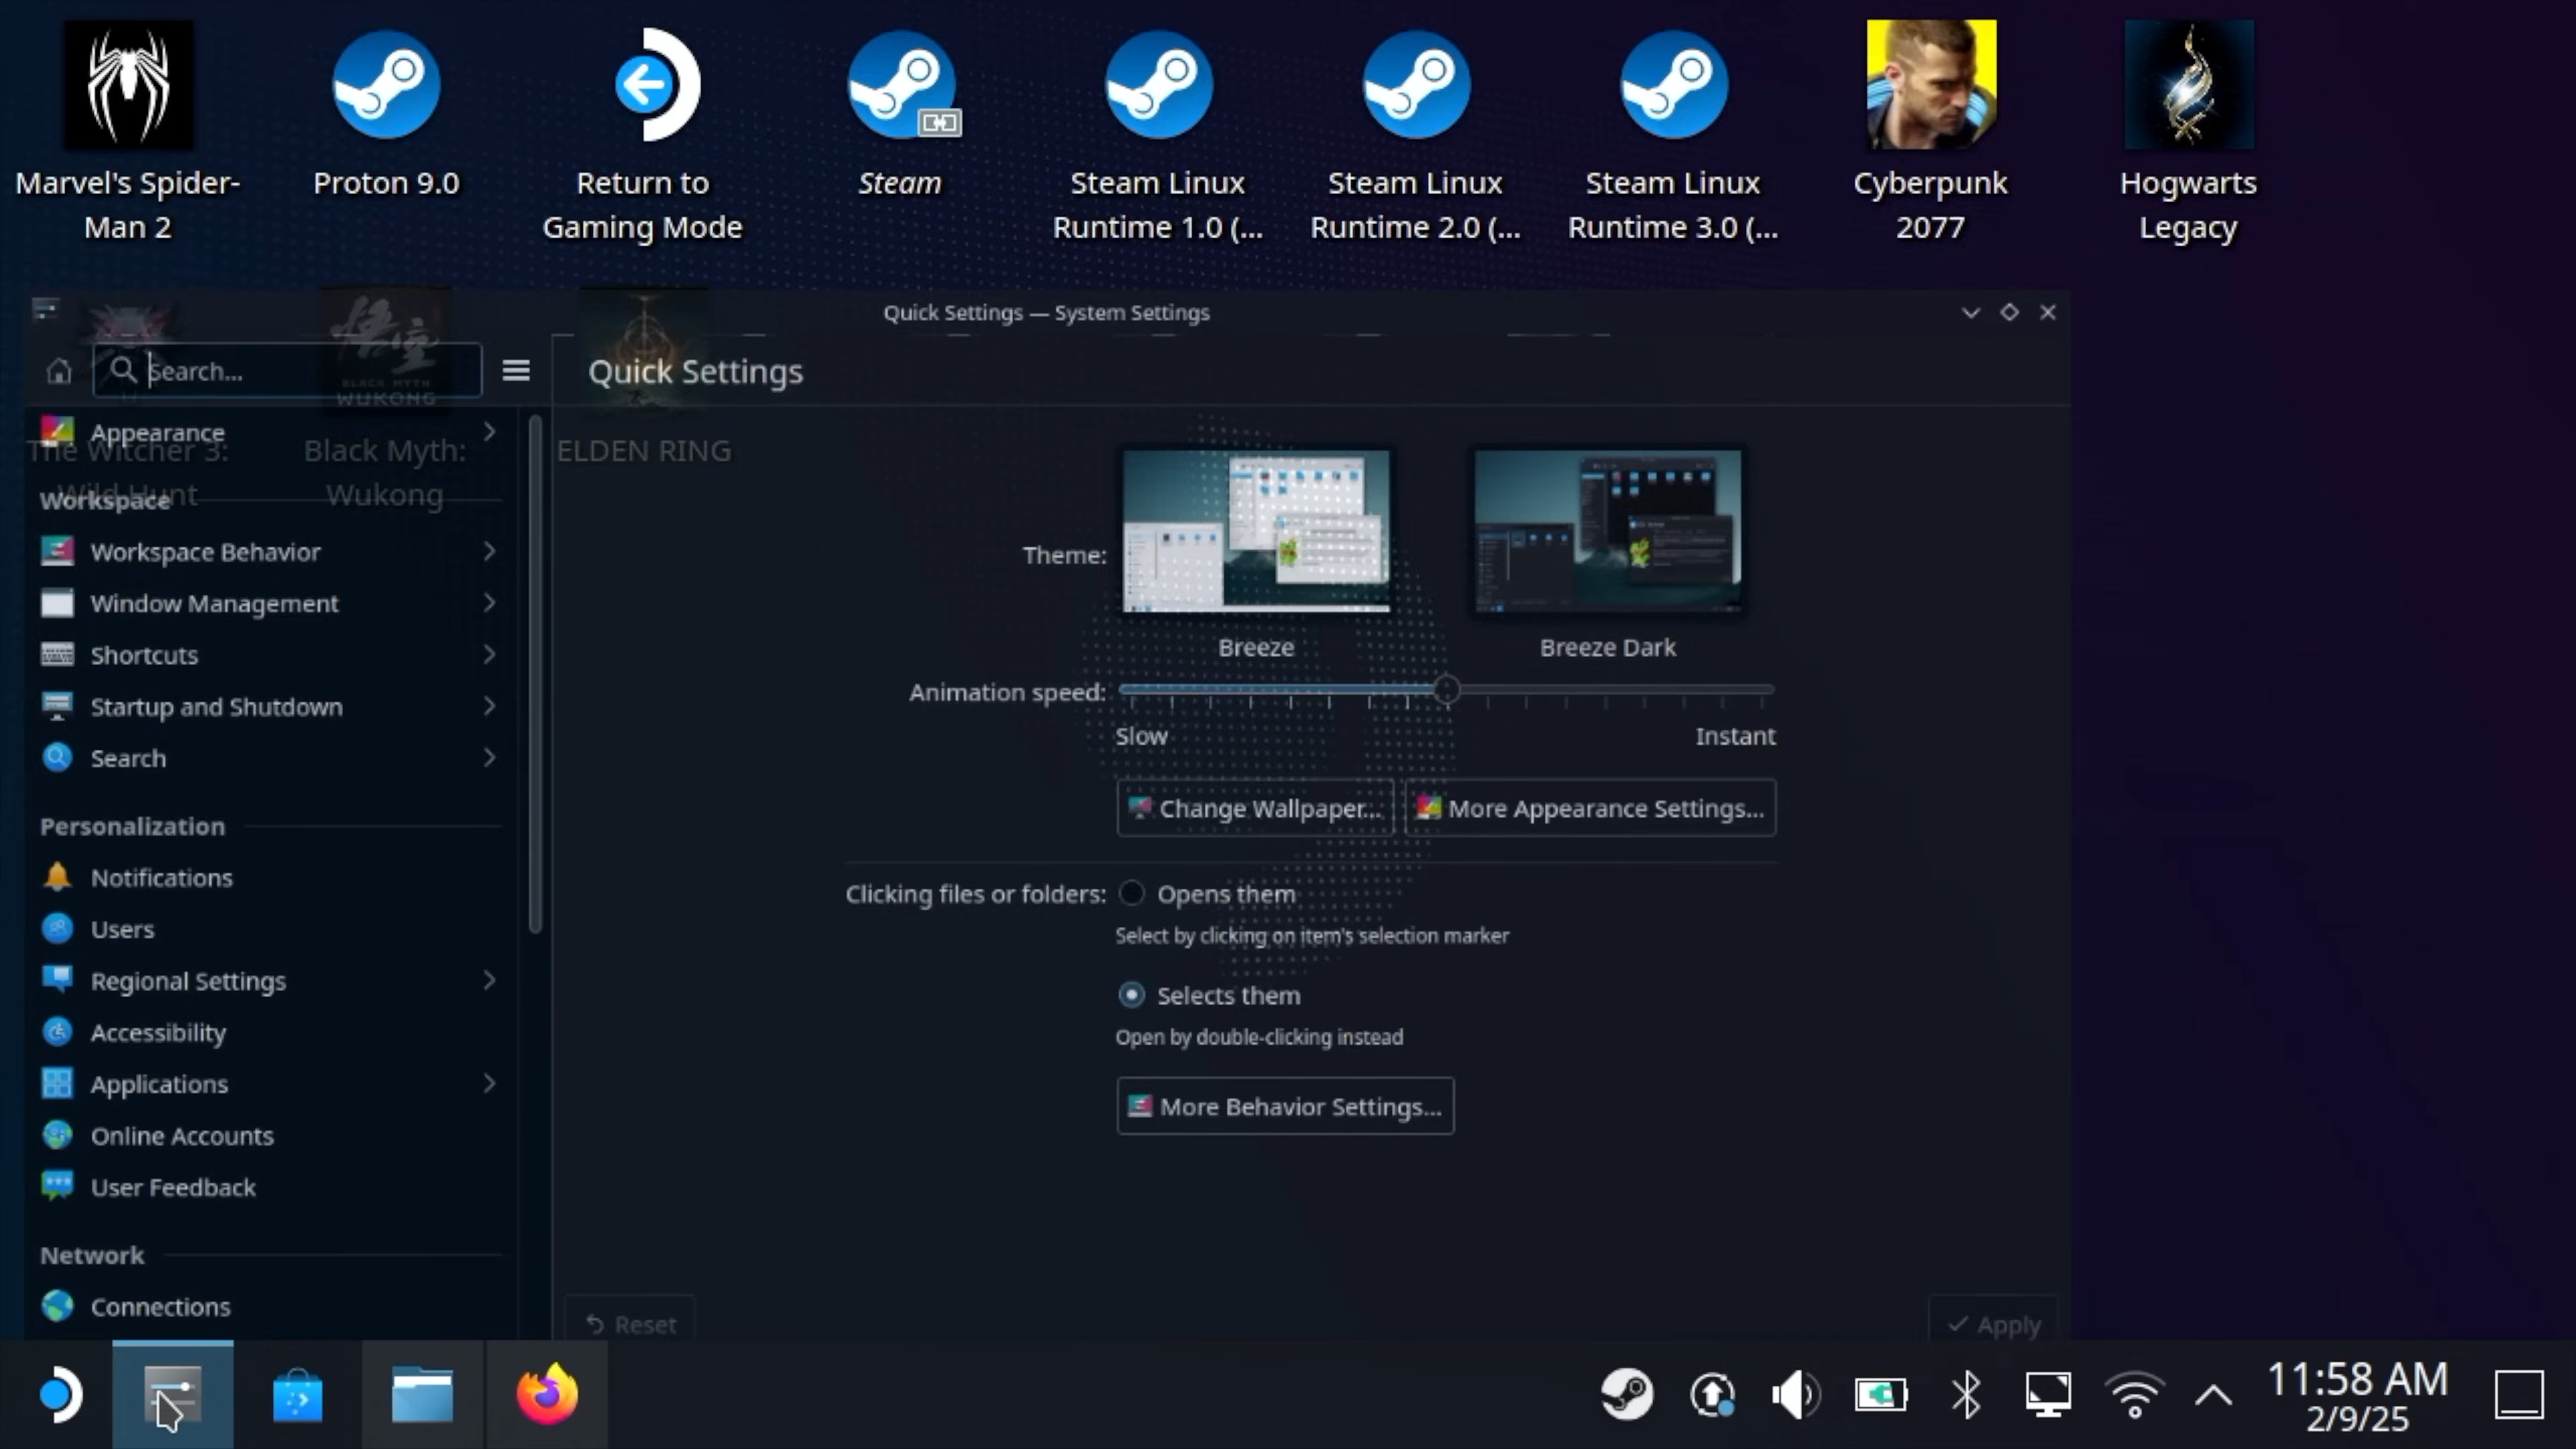 Marvel's Spider-
Man 2
Proton 9.0
Return to
Gaming Mode
Steam
Steam Linux
Runtime 1.0 (...
Steam Linux
Runtime 2.0 (...
Steam Linux
Runtime 3.0 (...
Cyberpunk
2077
Hogwarts
Legacy
Quick Settings — System Settings
Search...
悟空
BLACK MYTH
WUKONG
Quick Settings
Appearance
The Witcher 3:
Wild Hunt
Black Myth:
Wukong
ELDEN RING
Workspace
Workspace Behavior
Window Management
Shortcuts
Startup and Shutdown
Search
Personalization
Notifications
Users
Regional Settings
Accessibility
Applications
Online Accounts
User Feedback
Network
Connections
Theme:
Breeze
Breeze Dark
Animation speed:
Slow
Instant
Change Wallpaper...
More Appearance Settings...
Clicking files or folders:
Opens them
Select by clicking on item's selection marker
Selects them
Open by double-clicking instead
More Behavior Settings...
Reset
Apply
11:58 AM
2/9/25